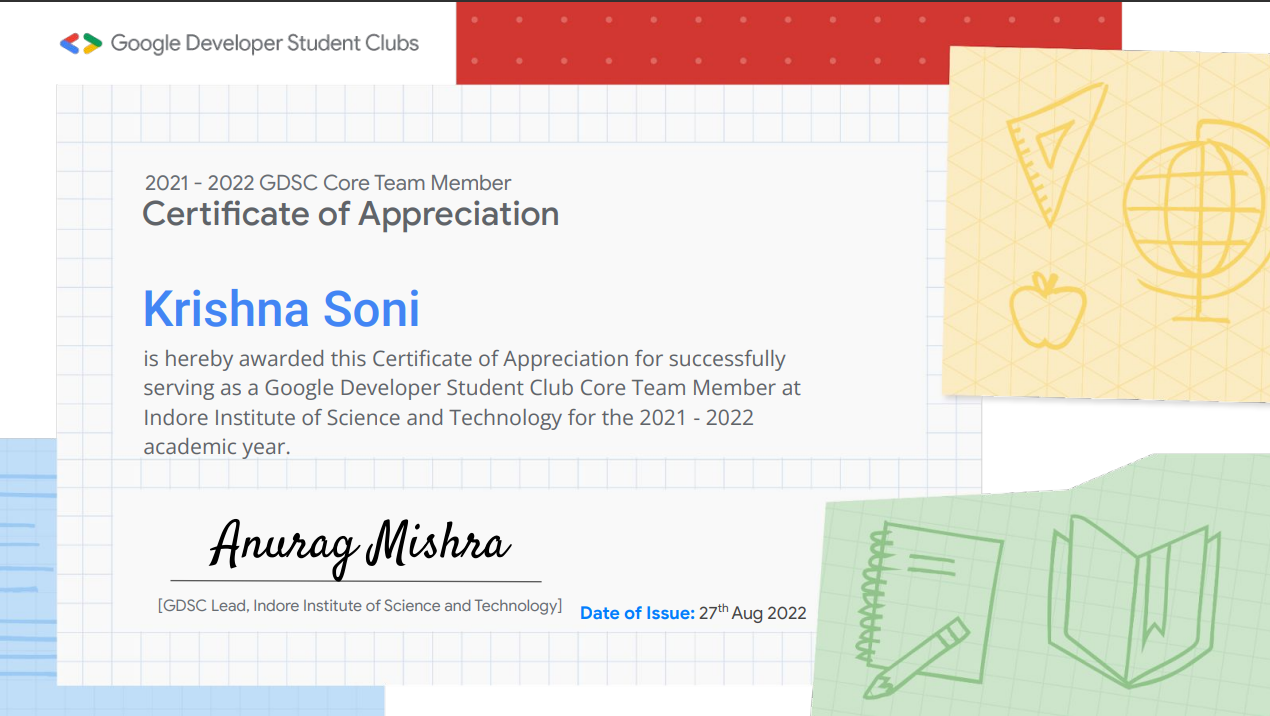 Google Developer Student Clubs
2021 - 2022 GDSC Core Team Member
Certificate of Appreciation
Krishna Soni
is hereby awarded this Certificate of Appreciation for successfully
serving as a Google Developer Student Club Core Team Member at
Indore Institute of Science and Technology for the 2021 - 2022
academic year.
Anurag Mishra
[GDSC Lead, Indore Institute of Science and Technology]
Date of Issue: 27th Aug 2022